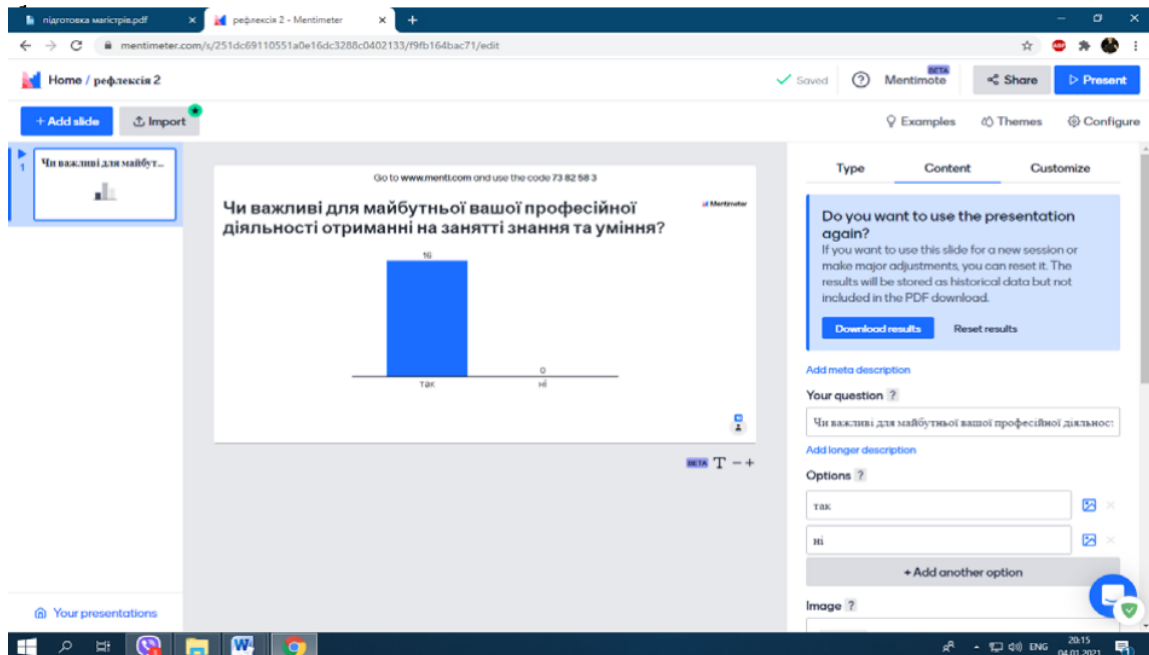 підготовка магістрів.pdf
рефлексія 2 - Mentimeter
mentimeter.com/s/251dc69110551a0e16dc3288c0402133/f9fb164bac71/edit
ABP
Home / рефлексія 2
Saved
BETA
Mentimote
Share
Present
+ Add slide
Import
Examples
Themes
Configure
1
Чи важливі для майбут...
Go to www.menti.com and use the code 73 82 58 3
Mentimeter
Чи важливі для майбутньої вашої професійної
діяльності отриманні на занятті знання та уміння?
16
0
так
ні
BETA T − +
Type
Content
Customize
Do you want to use the presentation
again?
If you want to use this slide for a new session or
make major adjustments, you can reset it. The
results will be stored as historical data but not
included in the PDF download.
Download results
Reset results
Add meta description
Your question ?
Чи важливі для майбутньої вашої професійної діяльнос
Add longer description
Options ?
так
ні
+ Add another option
Image ?
Your presentations
ENG
20:15
04.01.2021